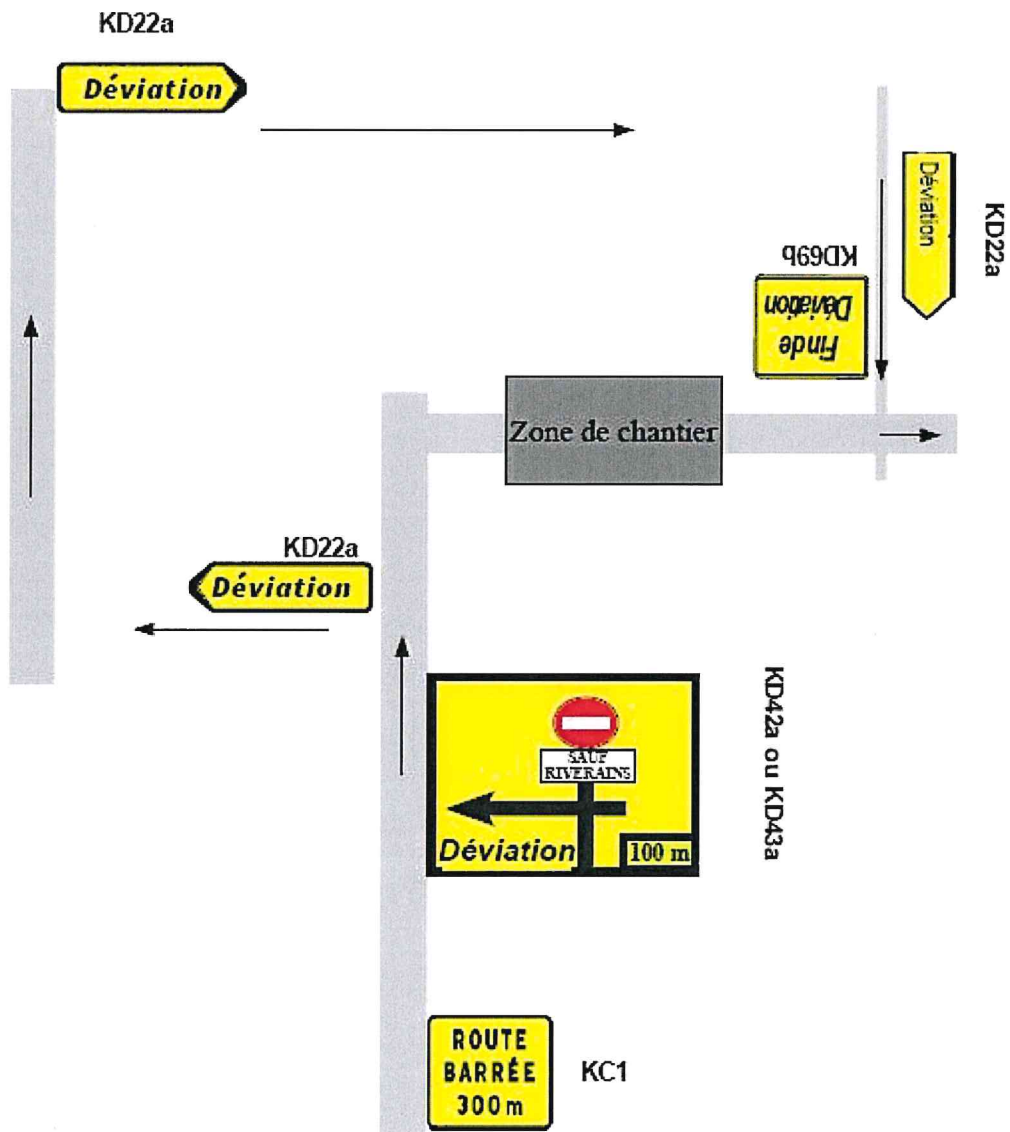 KD22a
Déviation
Déviation
KD22a
KD69b
Fin de
Déviation
Zone de chantier
KD22a
Déviation
SAUF
RIVERAINS
Déviation
100 m
KD42a ou KD43a
ROUTE
BARRÉE
300 m
KC1